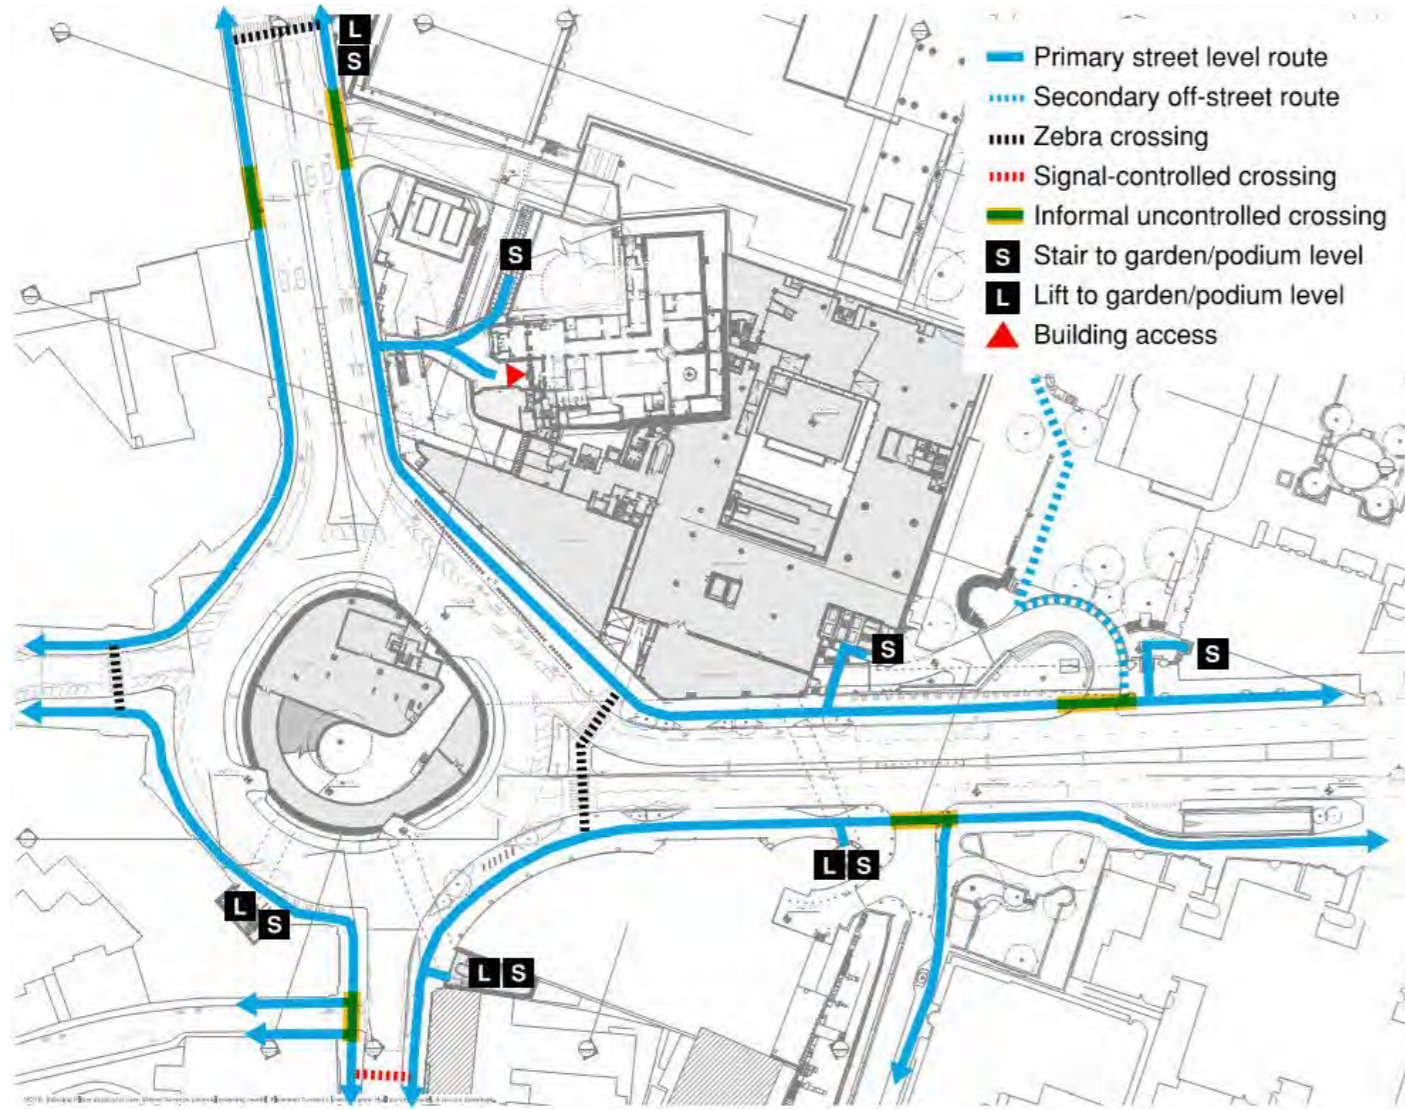 L
S
Primary street level route
Secondary off-street route
Zebra crossing
Signal-controlled crossing
Informal uncontrolled crossing
S Stair to garden/podium level
L Lift to garden/podium level
Building access
S
S
S
L S
L
S
L S